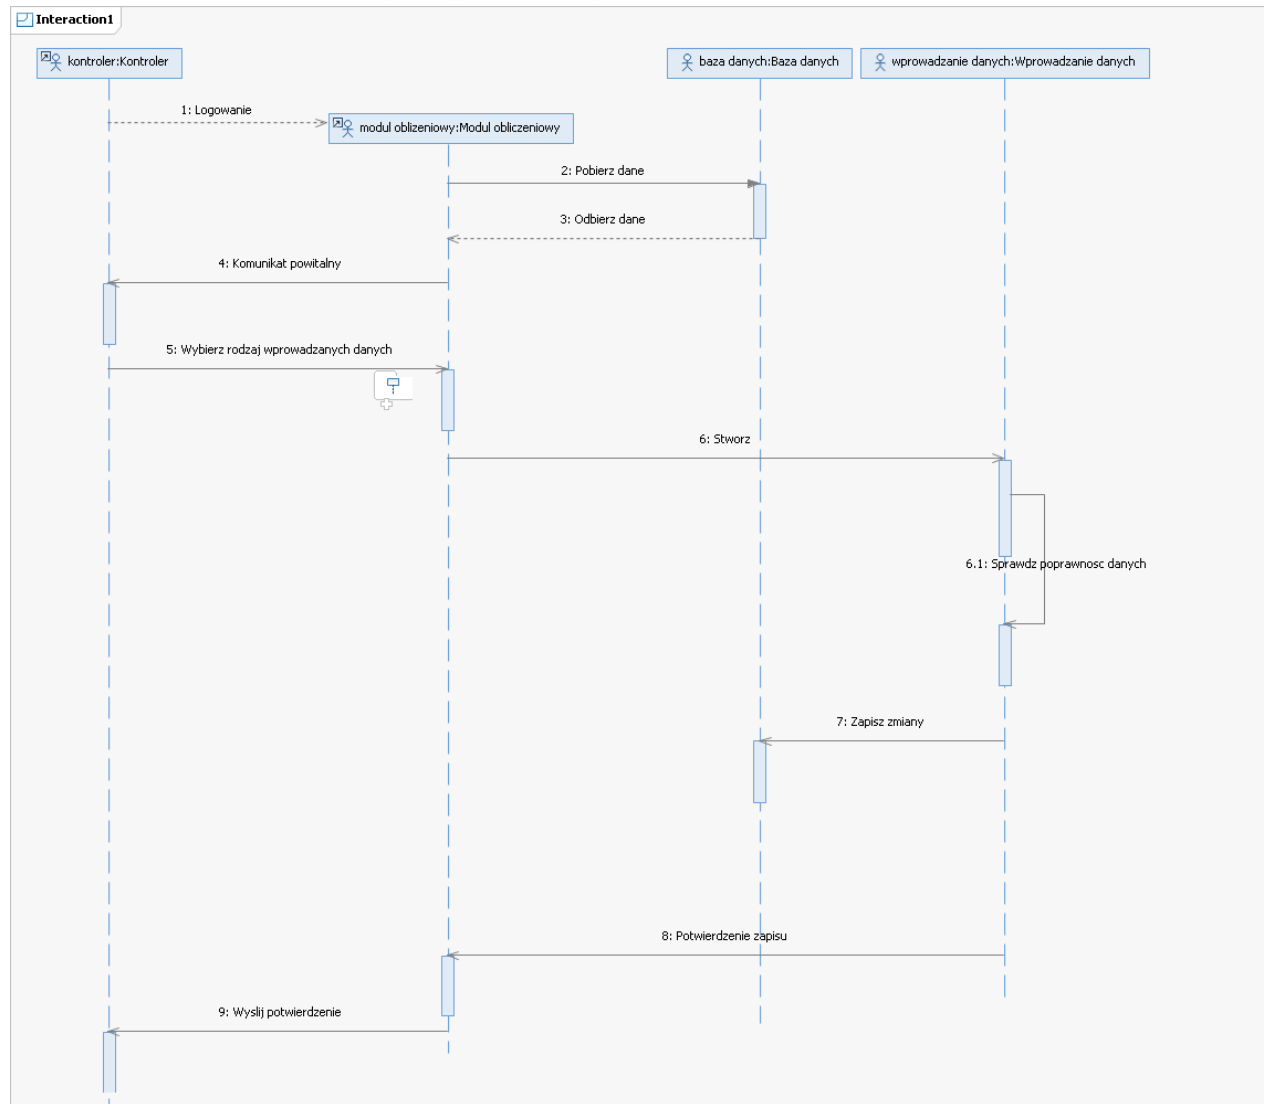 Interaction1
kontroler:Kontroler
baza danych:Baza danych
wprowadzanie danych:Wprowadzanie danych
1: Logowanie
modul oblizeniowy:Modul obliczeniowy
2: Pobierz dane
3: Odbierz dane
4: Komunikat powitalny
5: Wybierz rodzaj wprowadzanych danych
6: Stworz
6.1: Sprawdz poprawnosc danych
7: Zapisz zmiany
8: Potwierdzenie zapisu
9: Wyslij potwierdzenie